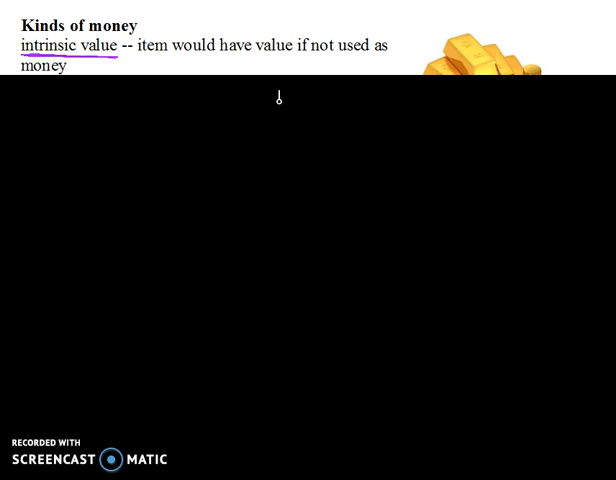 Kinds of money
intrinsic value -- item would have value if not used as
money
RECORDED WITH
SCREENCAST MATIC